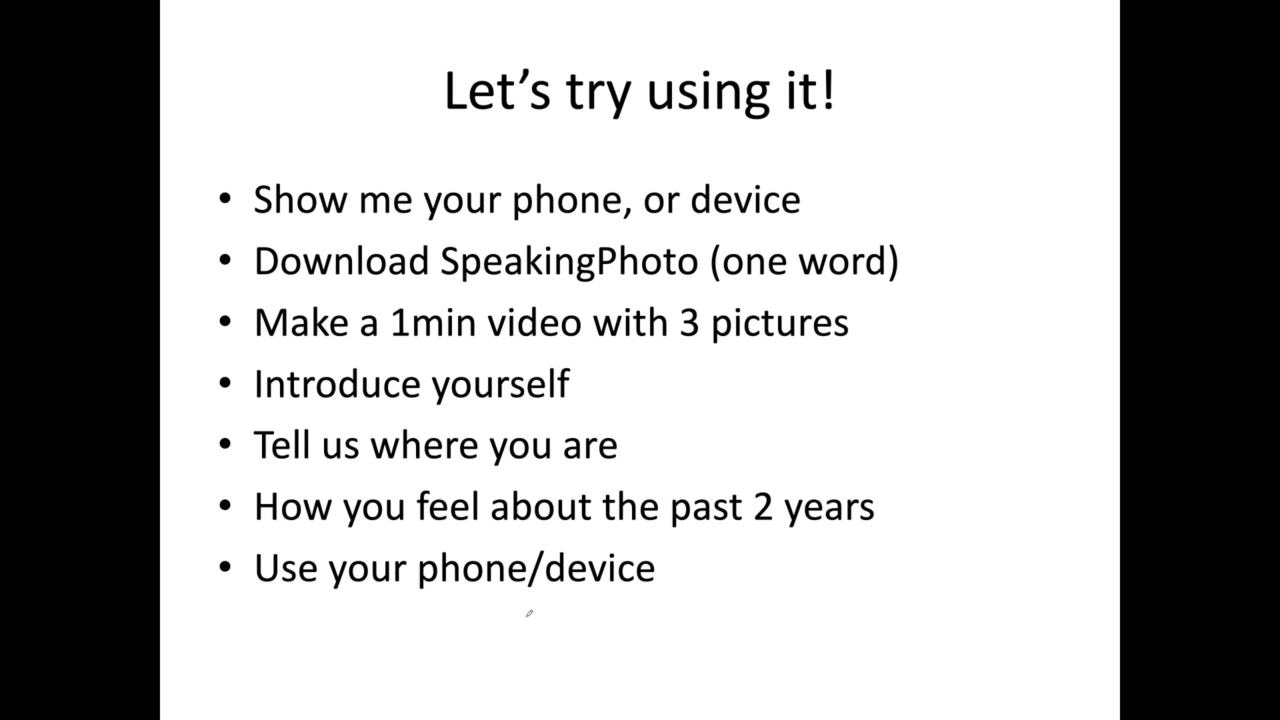 Let’s try using it!
• Show me your phone, or device
• Download SpeakingPhoto (one word)
• Make a 1min video with 3 pictures
• Introduce yourself
• Tell us where you are
• How you feel about the past 2 years
• Use your phone/device